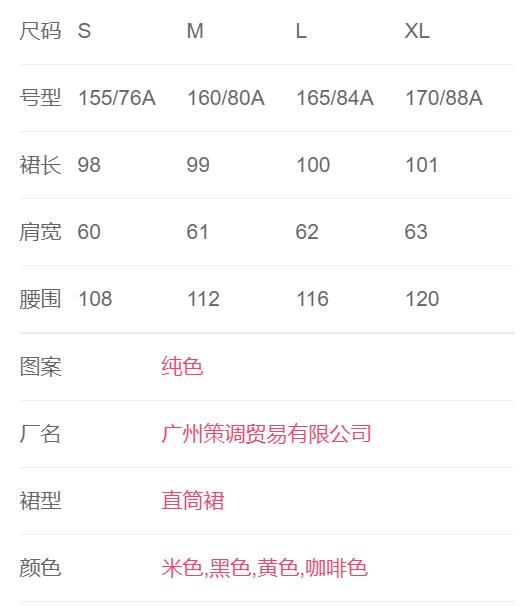 尺码 S M L XL
号型 155/76A 160/80A 165/84A 170/88A
裙长 98 99 100 101
肩宽 60 61 62 63
腰围 108 112 116 120
图案 纯色
厂名 广州策调贸易有限公司
裙型 直筒裙
颜色 米色,黑色,黄色,咖啡色